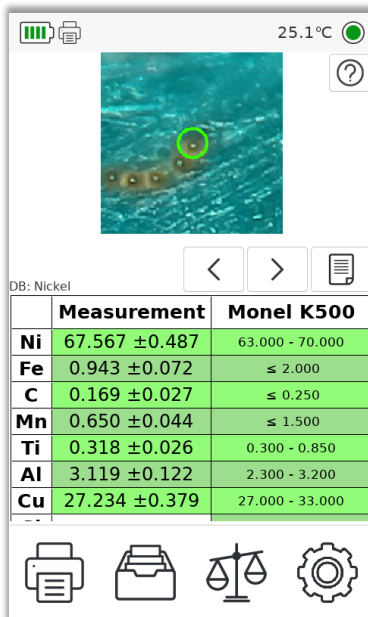 25.1℃
?
DB: Nickel
Measurement Monel K500
Ni 67.567 ±0.487 63.000 - 70.000
Fe 0.943 ±0.072 ≤ 2.000
C 0.169 ±0.027 ≤ 0.250
Mn 0.650 ±0.044 ≤ 1.500
Ti 0.318 ±0.026 0.300 - 0.850
Al 3.119 ±0.122 2.300 - 3.200
Cu 27.234 ±0.379 27.000 - 33.000